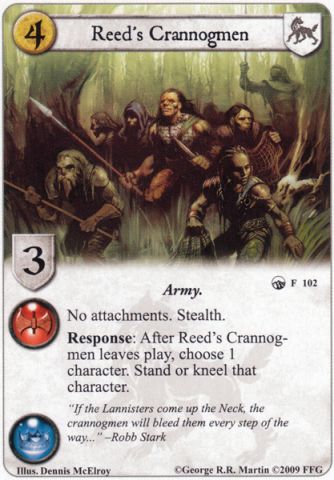 4
Reed's Crannogmen
3
Army.
F 102
No attachments. Stealth.
Response: After Reed's Crannog-
men leaves play, choose 1
character. Stand or kneel that
character.
"If the Lannisters come up the Neck, the
crannogmen will bleed them every step of the
way..." –Robb Stark
Illus. Dennis McElroy
©George R.R. Martin ©2009 FFG